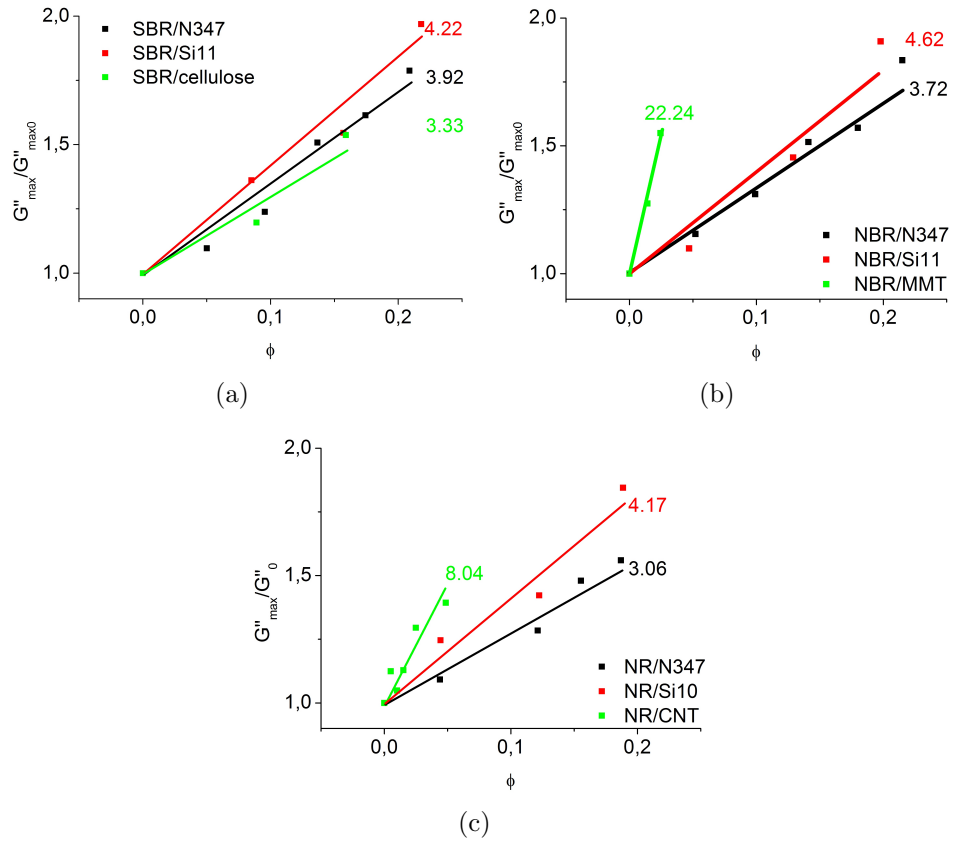 2,0
SBR/N347
SBR/Si11
SBR/cellulose
4.22
3.92
3.33
1,5
1,0
G''max/G''max0
0,0
0,1
0,2
ϕ
(a)
2,0
4.62
3.72
22.24
1,5
1,0
G''max/G''max0
NBR/N347
NBR/Si11
NBR/MMT
0,0
0,1
0,2
ϕ
(b)
2,0
4.17
8.04
3.06
1,5
1,0
G''max/G''0
NR/N347
NR/Si10
NR/CNT
0,0
0,1
0,2
ϕ
(c)